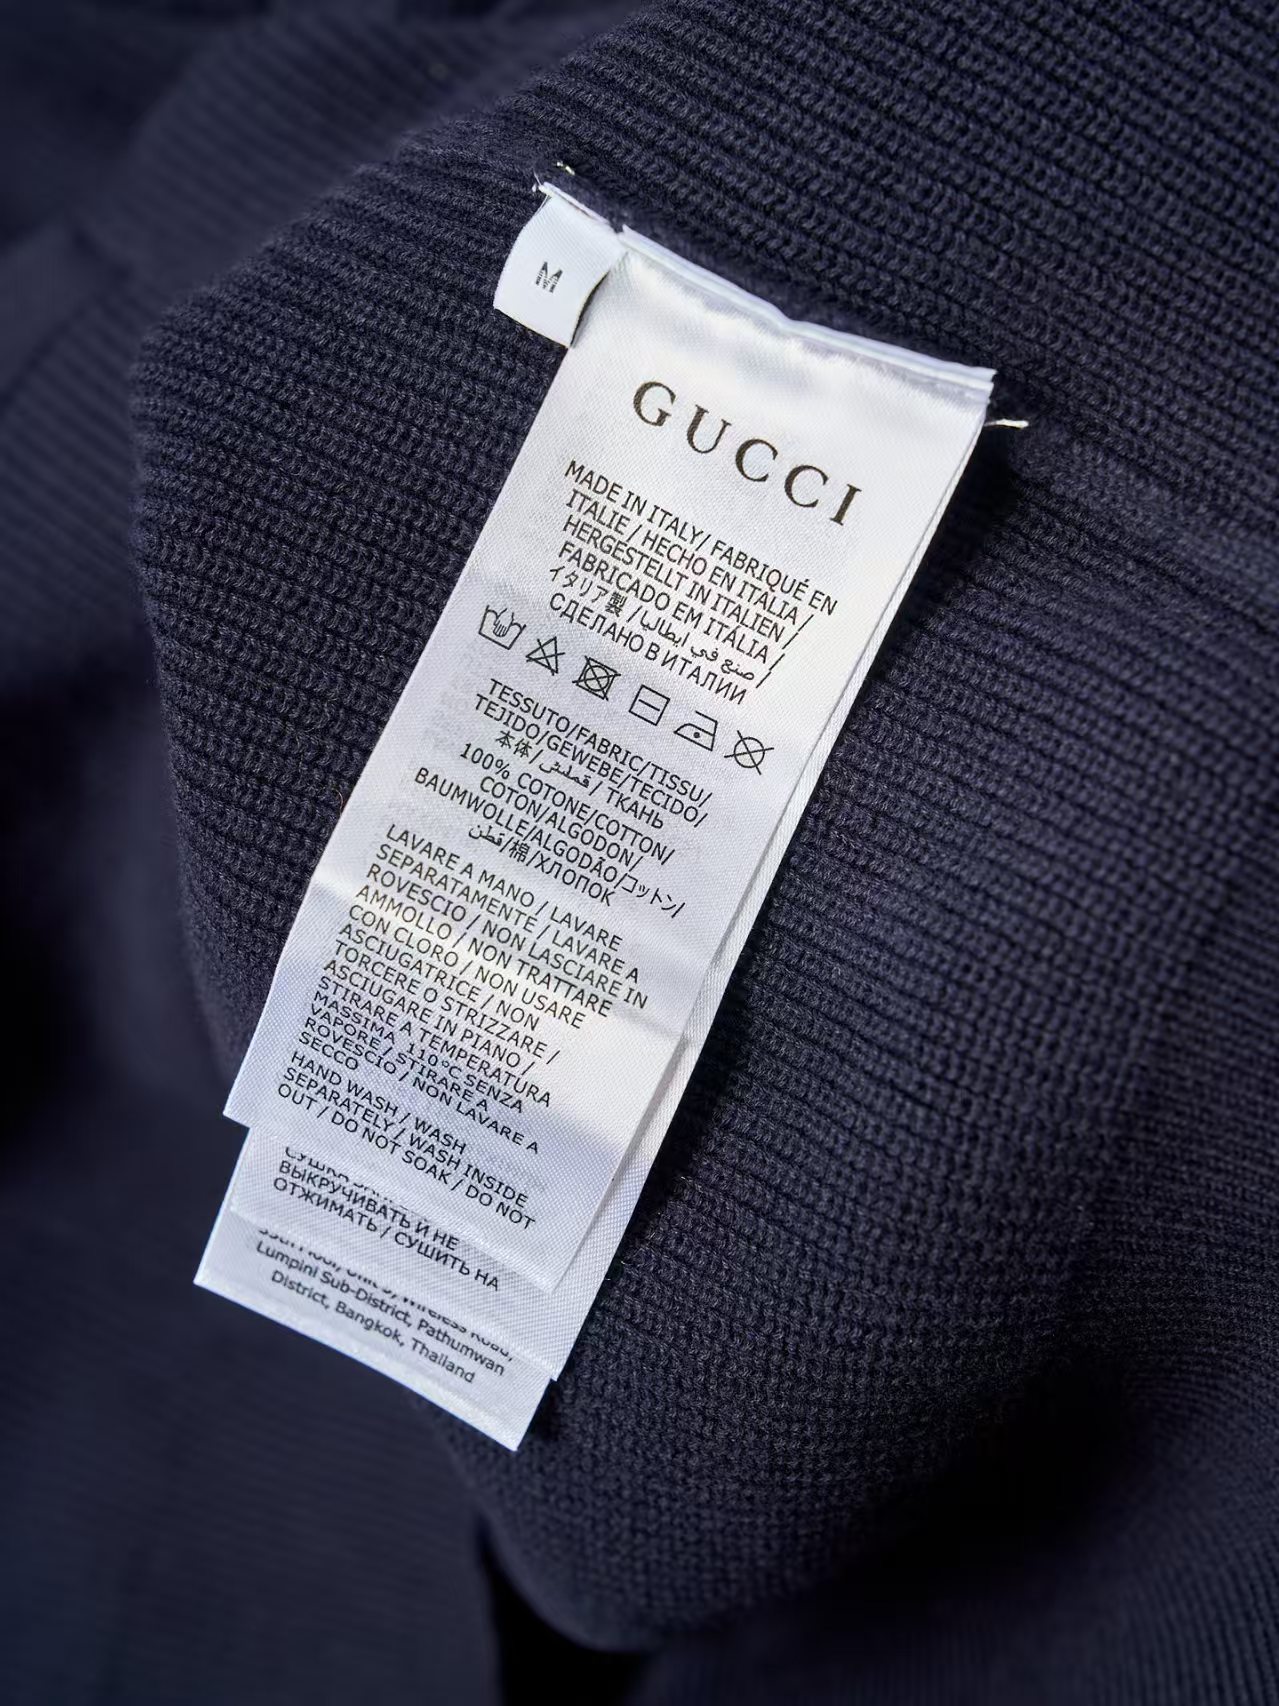 M
GUCCI
MADE IN ITALY/ FABRIQUÉ EN
ITALIE / HECHO EN ITALIA /
HERGESTELLT IN ITALIEN /
FABRICADO EM ITÁLIA /
イタリア製 / صنع في ايطاليا /
СДЕЛАНО В ИТАЛИИ
TESSUTO/FABRIC/TISSU/
TEJIDO/GEWEBE/TECIDO/
本体/قملش / ТКАНЬ
100% COTONE/COTTON/
COTON/ALGODON/
BAUMWOLLE/ALGODÃO/コットン/
قطن/棉/ХЛОПОК
LAVARE A MANO / LAVARE
SEPARATAMENTE / LAVARE A
ROVESCIO / NON LASCIARE IN
AMMOLLO / NON TRATTARE
CON CLORO / NON USARE
ASCIUGATRICE / NON
TORCERE O STRIZZARE /
ASCIUGARE IN PIANO /
STIRARE A TEMPERATURA
MASSIMA 110°C SENZA
VAPORE / STIRARE A
ROVESCIO / NON LAVARE A
SECCO
HAND WASH / WASH
SEPARATELY / WASH INSIDE
OUT / DO NOT SOAK / DO NOT
ВЫКРУЧИВАТЬ И НЕ
ОТЖИМАТЬ / СУШИТЬ НА
Wireless Road,
Lumpini Sub-District, Pathumwan
District, Bangkok, Thailand